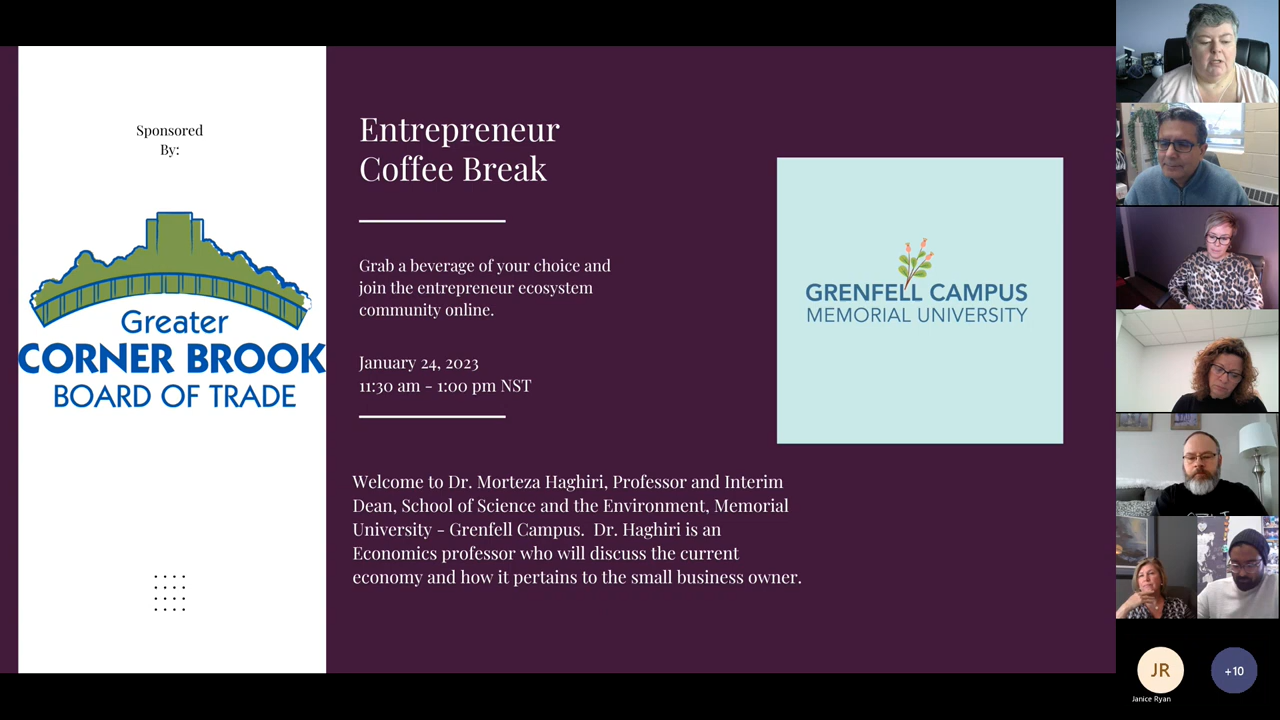 Sponsored
By:
Greater
CORNER BROOK
BOARD OF TRADE
Entrepreneur
Coffee Break
Grab a beverage of your choice and
join the entrepreneur ecosystem
community online.
January 24, 2023
11:30 am - 1:00 pm NST
GRENFELL CAMPUS
MEMORIAL UNIVERSITY
Welcome to Dr. Morteza Haghiri, Professor and Interim
Dean, School of Science and the Environment, Memorial
University - Grenfell Campus.  Dr. Haghiri is an
Economics professor who will discuss the current
economy and how it pertains to the small business owner.
JR
Janice Ryan
+10